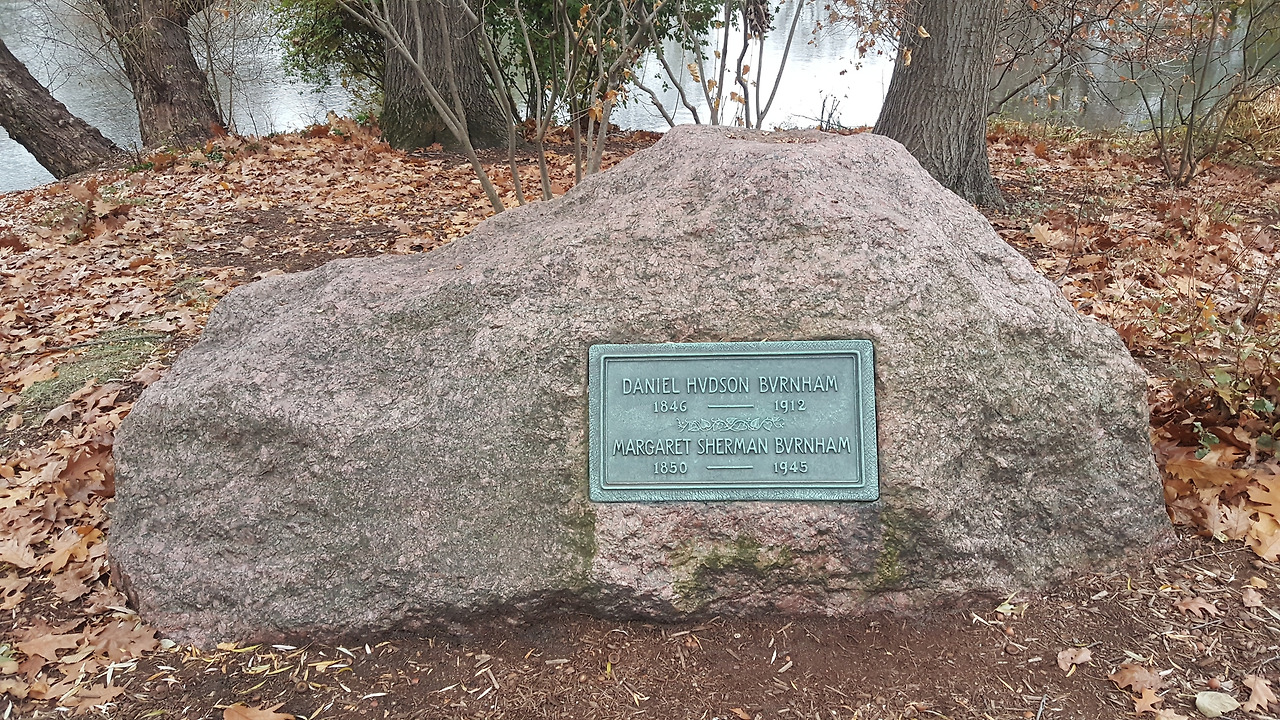 DANIEL HVDSON BVRNHAM
1846 — 1912
MARGARET SHERMAN BVRNHAM
1850 — 1945